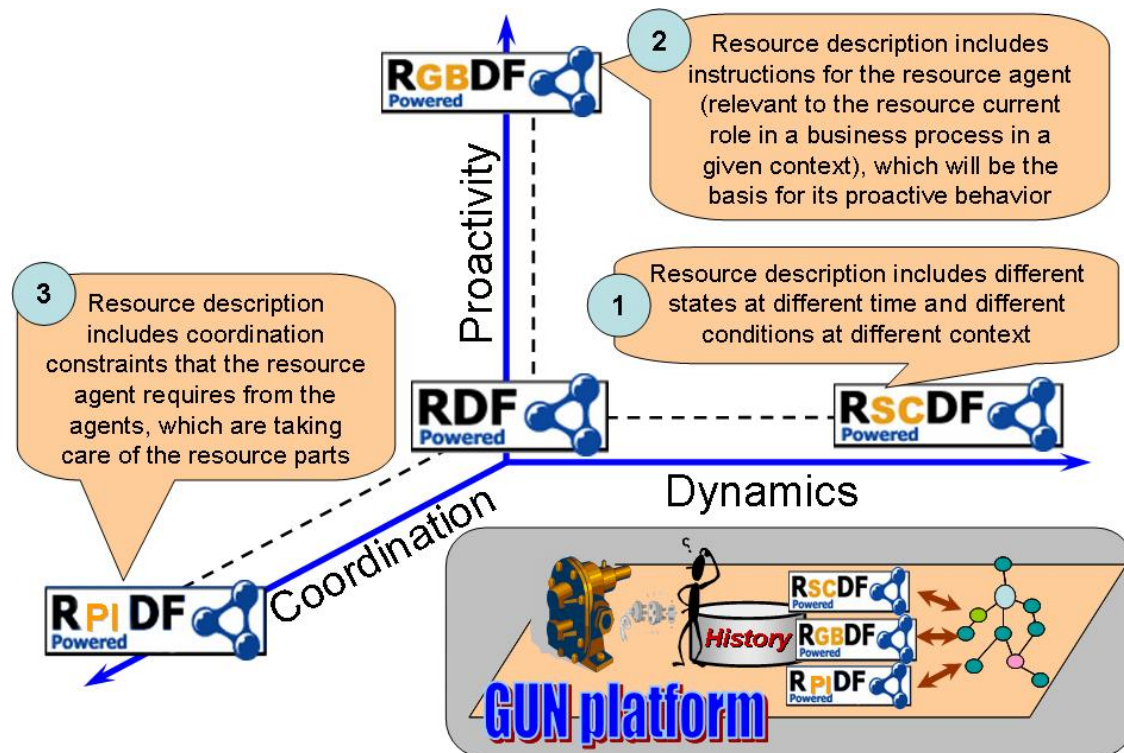 RGBDF
Powered
2
Resource description includes
instructions for the resource agent
(relevant to the resource current
role in a business process in a
given context), which will be the
basis for its proactive behavior
Proactivity
1
Resource description includes different
states at different time and different
conditions at different context
3
Resource description
includes coordination
constraints that the resource
agent requires from the
agents, which are taking
care of the resource parts
RDF
Powered
RSCDF
Powered
Dynamics
Coordination
RPIDF
Powered
RSCDF
Powered
History
RGBDF
Powered
RPIDF
Powered
GUN platform